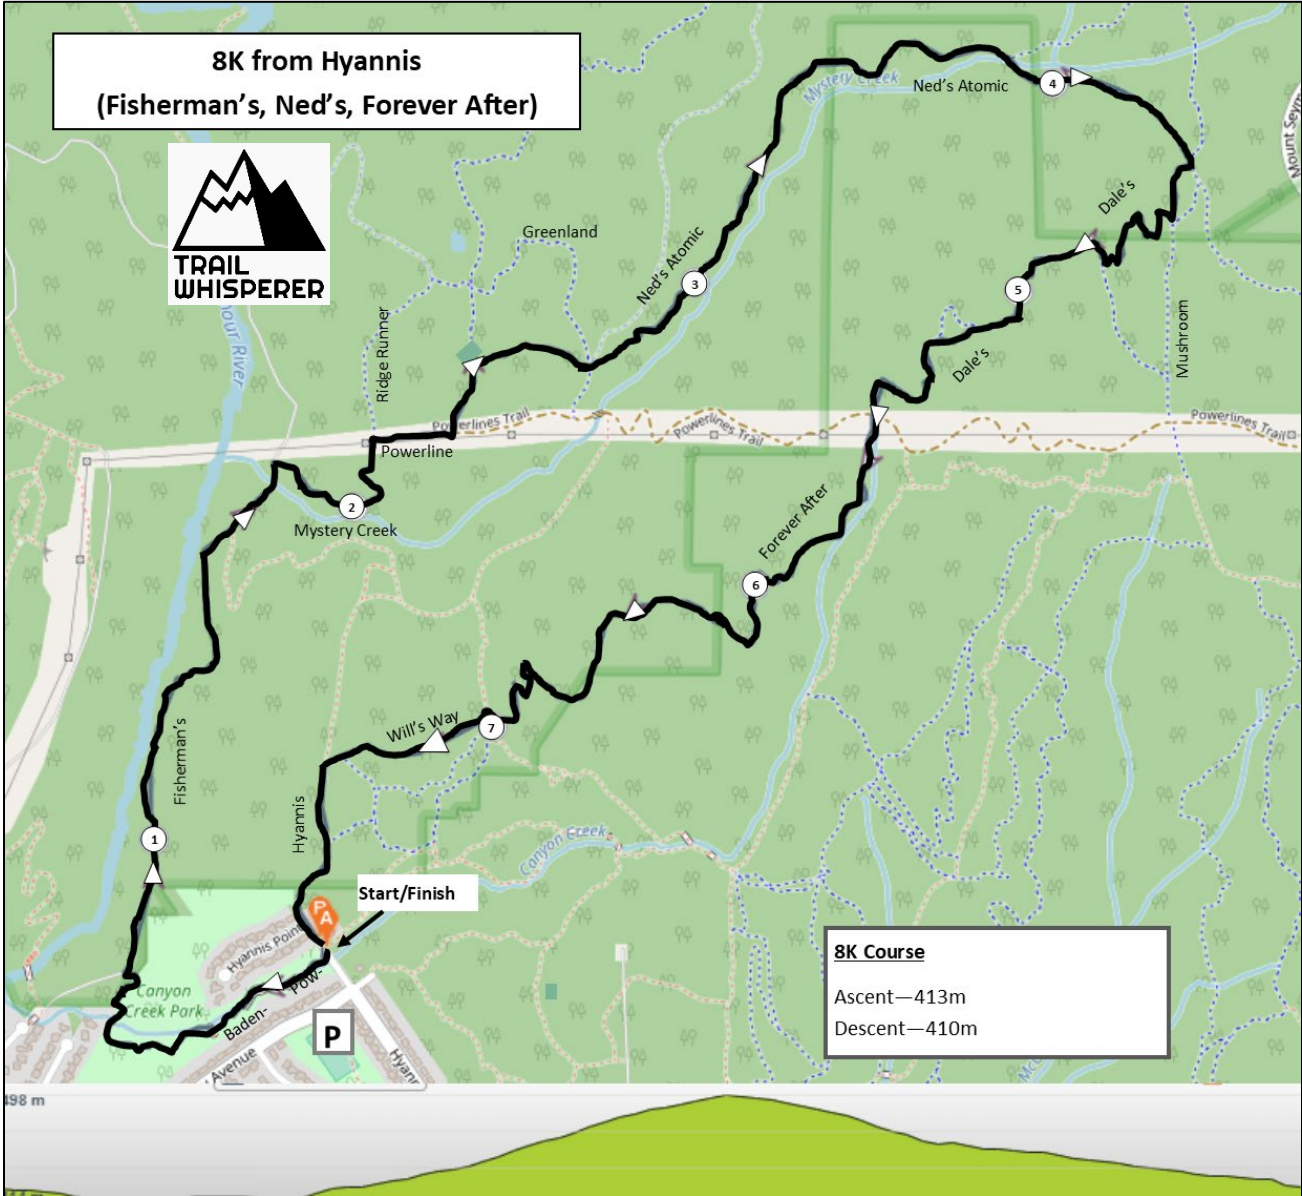 8K from Hyannis
(Fisherman's, Ned's, Forever After)
TRAIL
WHISPERER
Mystery Creek
Ned's Atomic
4
Dale's
Greenland
Ned's Atomic
3
5
Ridge Runner
Mushroom
Dale's
Powerlines Trail
Powerlines Trail
Powerlines Trail
Powerline
2
Mystery Creek
Forever After
6
Fisherman's
Will's Way
7
Hyannis
1
Canyon Creek
Start/Finish
P
A
Hyannis Point
Canyon
Creek Park
Baden-
Pow-
P
Avenue
8K Course
Ascent—413m
Descent—410m